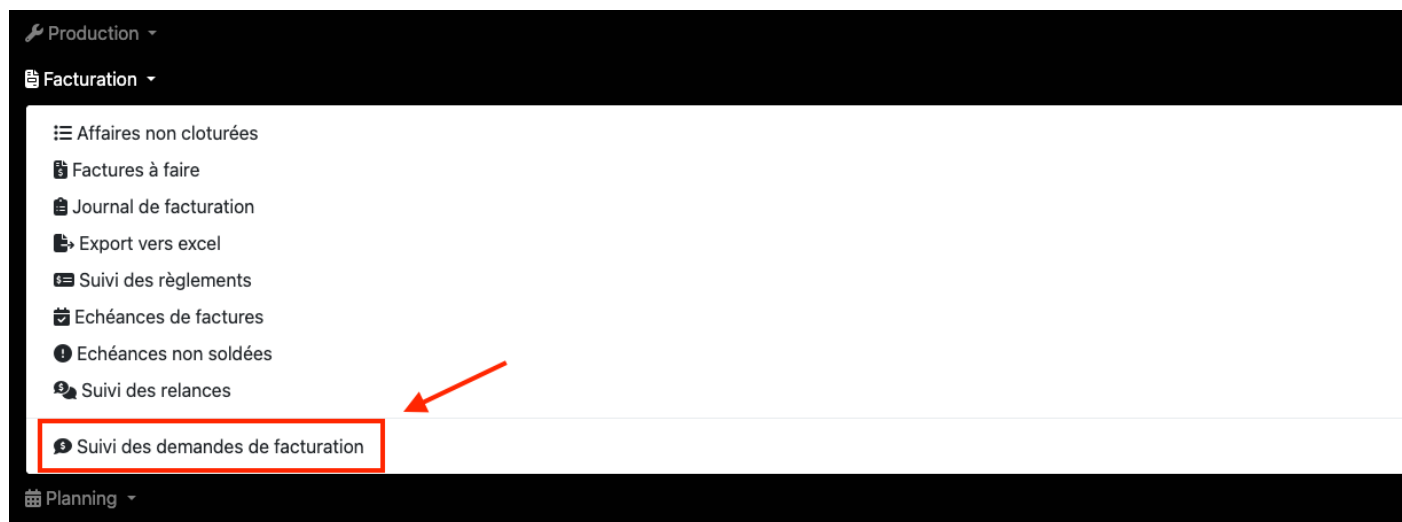 Production
Facturation
Affaires non cloturées
Factures à faire
Journal de facturation
Export vers excel
Suivi des règlements
Echéances de factures
Echéances non soldées
Suivi des relances
Suivi des demandes de facturation
Planning